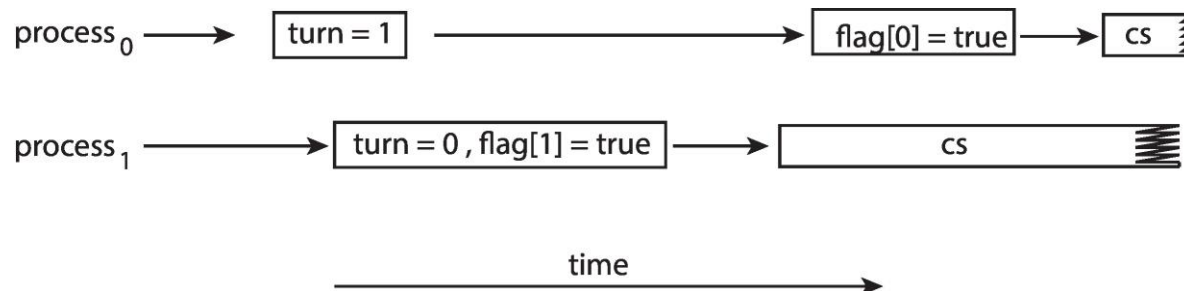 process0 turn = 1 flag[0] = true cs
process1 turn = 0 , flag[1] = true cs
time